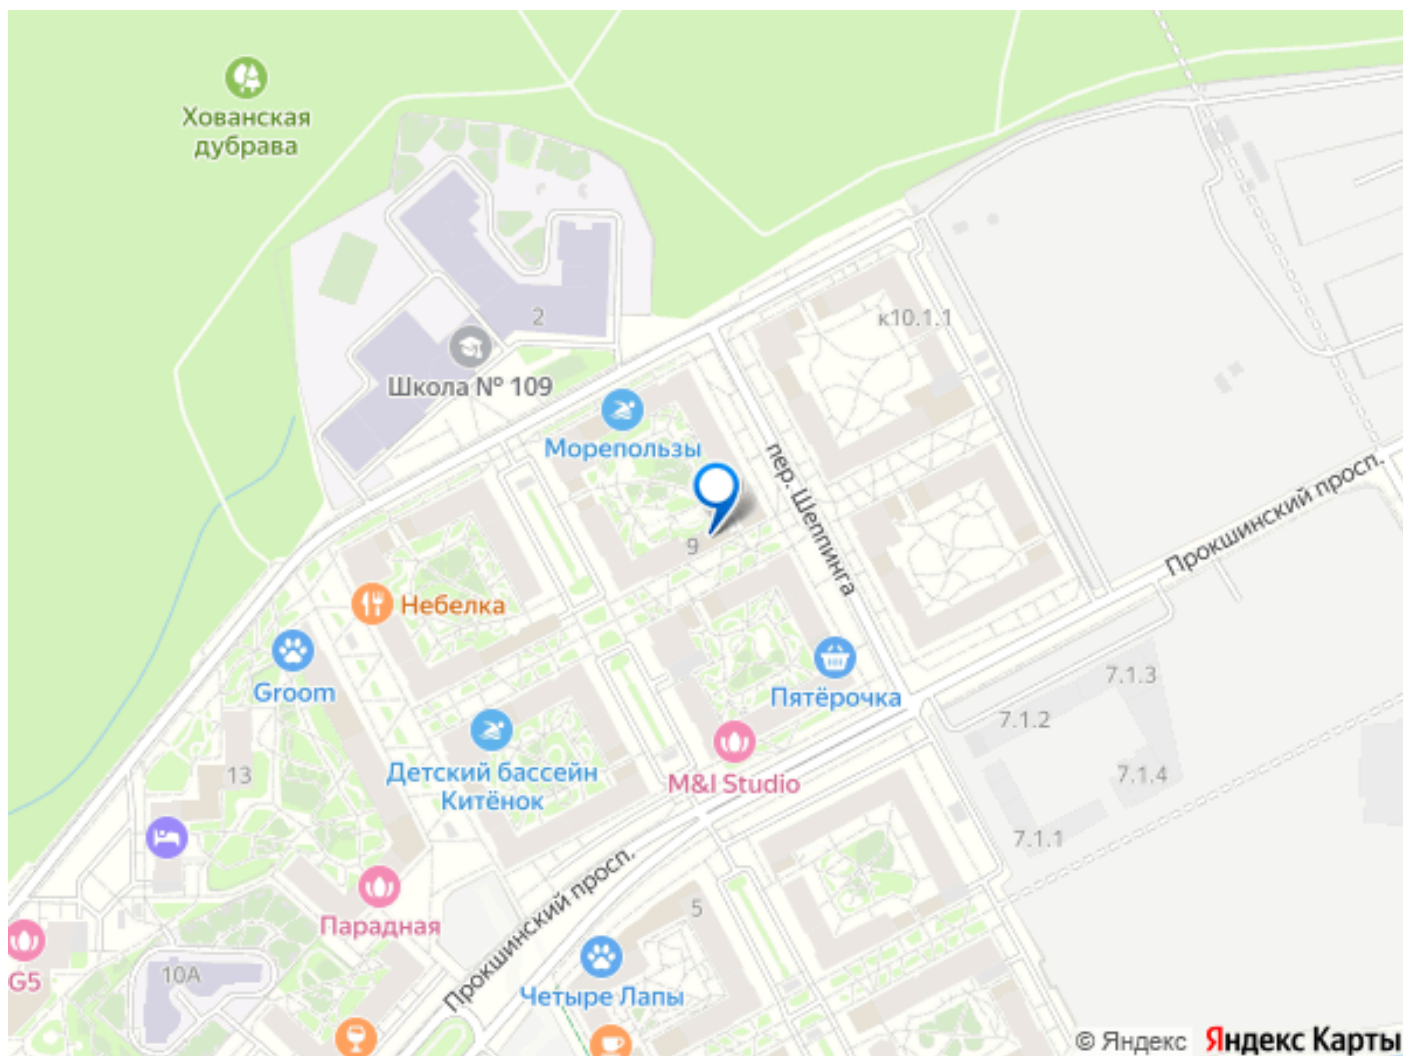 Хованская
дубрава
к10.1.1
2
Школа № 109
Морепользы
пер. Шеппинга
Прокшинский просп.
9
Небелка
Groom
Пятёрочка
7.1.3
7.1.2
M&I Studio
Детский бассейн
Китёнок
13
7.1.4
7.1.1
Прокшинский просп.
Парадная
5
G5
10А
Четыре Лапы
© Яндекс Яндекс Карты